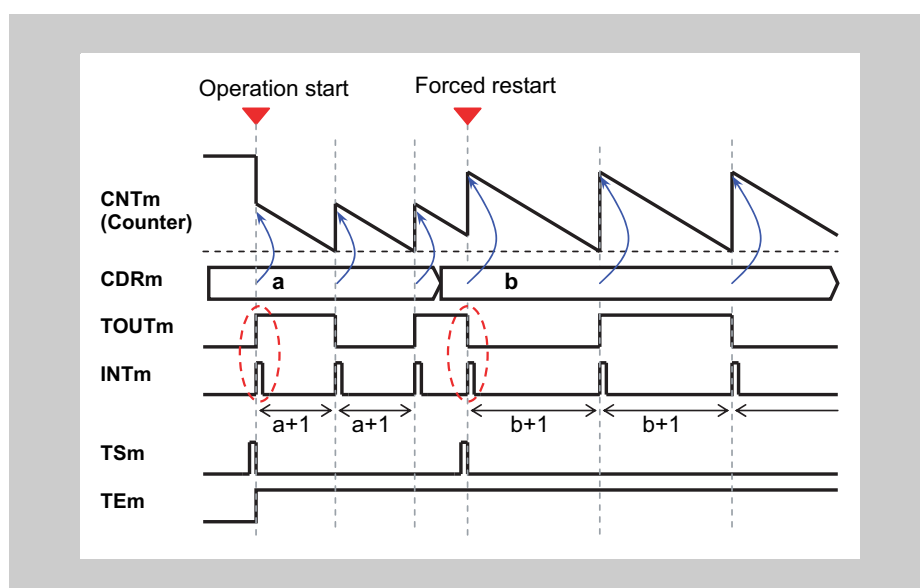 Operation start
Forced restart
CNTm
(Counter)
CDRm
a
b
TOUTm
INTm
a+1
a+1
b+1
b+1
TSm
TEm